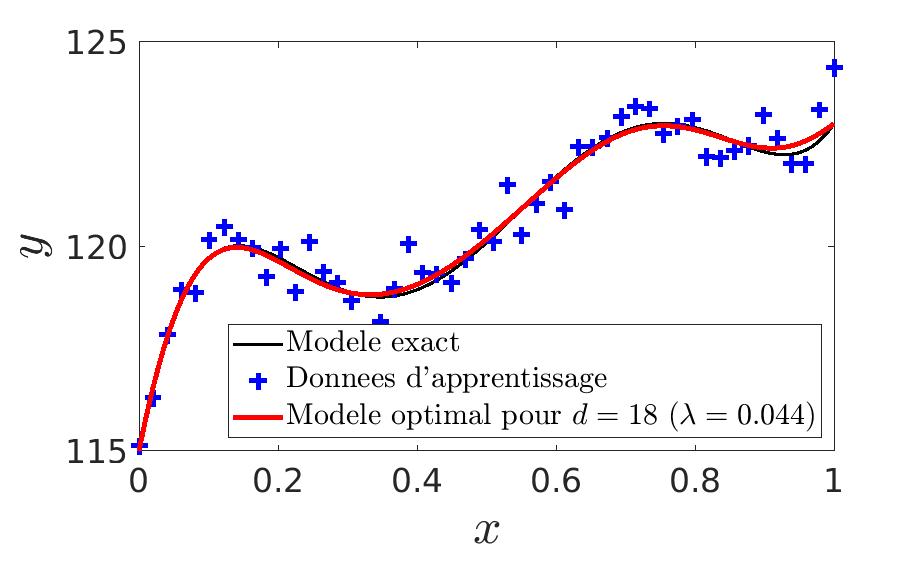 125
120
115
y
Modele exact
Donnees d'apprentissage
Modele optimal pour d = 18 (λ = 0.044)
0 0.2 0.4 0.6 0.8 1
x